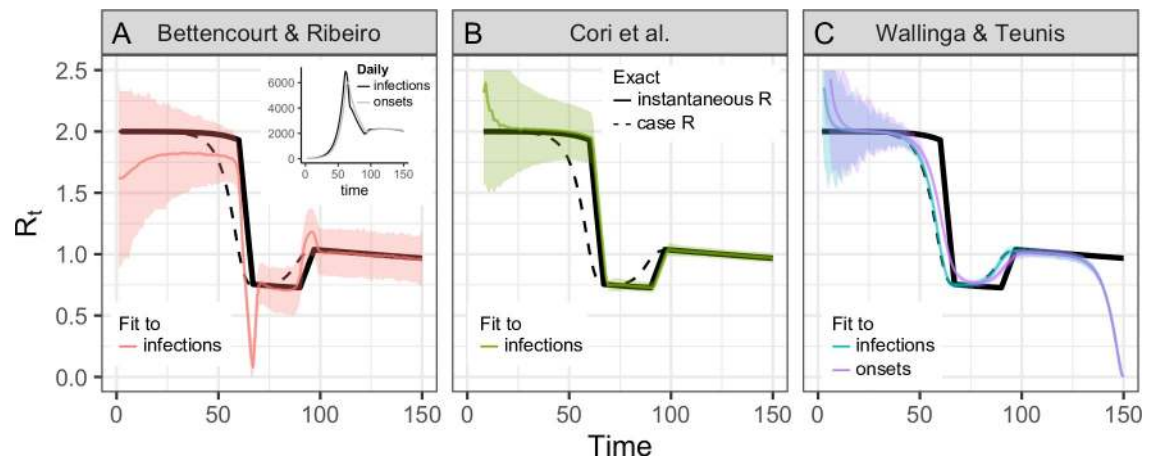 A Bettencourt & Ribeiro
B Cori et al.
C Wallinga & Teunis
2.5
2.0
1.5
1.0
0.5
0.0
Rt
Daily
infections
onsets
6000
4000
2000
0
0 50 100 150
time
Fit to
infections
0 50 100 150
Exact
instantaneous R
case R
Fit to
infections
0 50 100 150
Fit to
infections
onsets
0 50 100 150
Time